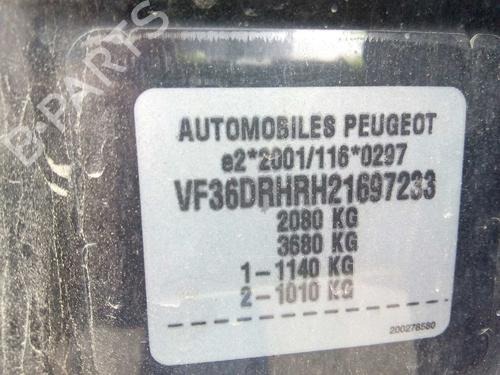 B-PARTS
AUTOMOBILES PEUGEOT
e2*2001/116*0297
VF36DRHRH21697233
2080 KG
3680 KG
1-1140 KG
2-1010 KG
200278580